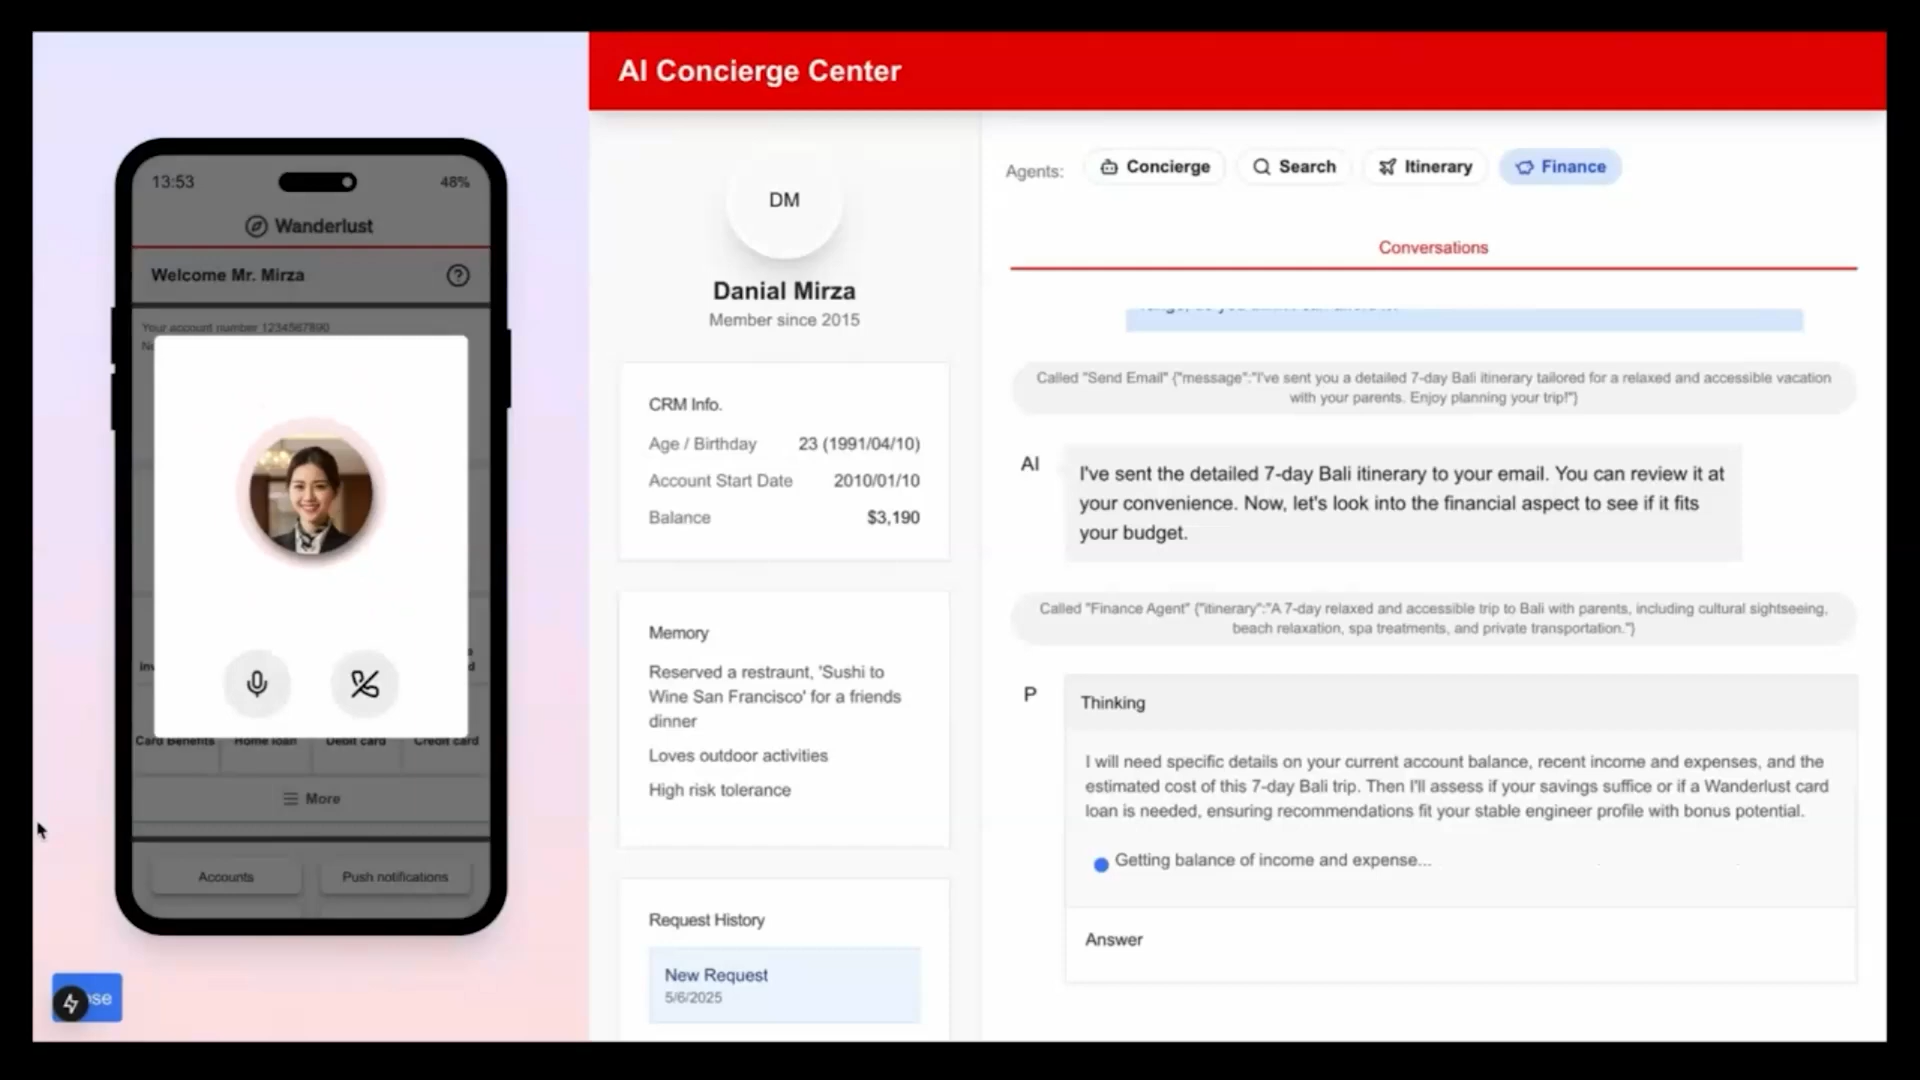 13:53
48%
Wanderlust
Welcome Mr. Mirza
Your account number 1234567890
Card Benefits
Home loan
Debit card
Credit card
More
Accounts
Push notifications
AI Concierge Center
DM
Danial Mirza
Member since 2015
CRM Info.
Age / Birthday 23 (1991/04/10)
Account Start Date 2010/01/10
Balance $3,190
Memory
Reserved a restraunt, 'Sushi to
Wine San Francisco' for a friends
dinner
Loves outdoor activities
High risk tolerance
Request History
New Request
5/6/2025
Agents:
Concierge
Search
Itinerary
Finance
Conversations
Called "Send Email" {"message":"I've sent you a detailed 7-day Bali itinerary tailored for a relaxed and accessible vacation
with your parents. Enjoy planning your trip!"}
AI
I've sent the detailed 7-day Bali itinerary to your email. You can review it at
your convenience. Now, let's look into the financial aspect to see if it fits
your budget.
Called "Finance Agent" {"itinerary":"A 7-day relaxed and accessible trip to Bali with parents, including cultural sightseeing,
beach relaxation, spa treatments, and private transportation."}
P
Thinking
I will need specific details on your current account balance, recent income and expenses, and the
estimated cost of this 7-day Bali trip. Then I'll assess if your savings suffice or if a Wanderlust card
loan is needed, ensuring recommendations fit your stable engineer profile with bonus potential.
Getting balance of income and expense...
Answer